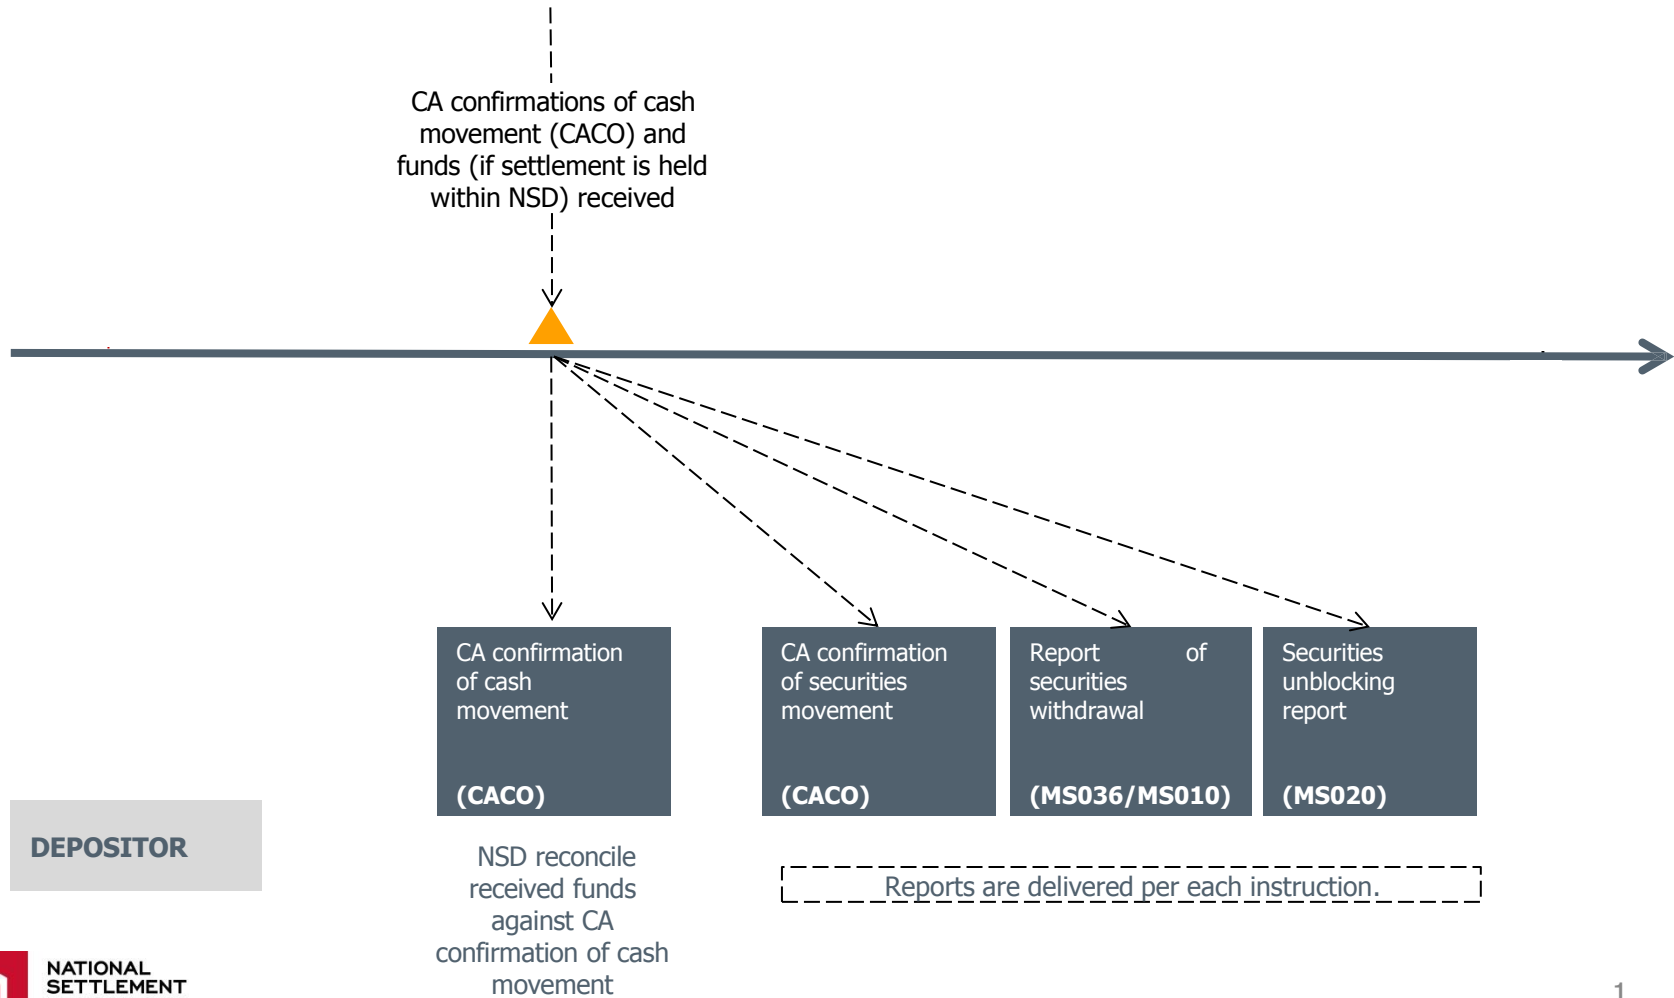 CA confirmations of cash
movement (CACO) and
funds (if settlement is held
within NSD) received
CA confirmation
of cash
movement
(CACO)
CA confirmation
of securities
movement
(CACO)
Report of
securities
withdrawal
(MS036/MS010)
Securities
unblocking
report
(MS020)
DEPOSITOR
NSD reconcile
received funds
against CA
confirmation of cash
movement
Reports are delivered per each instruction.
NATIONAL
SETTLEMENT
1